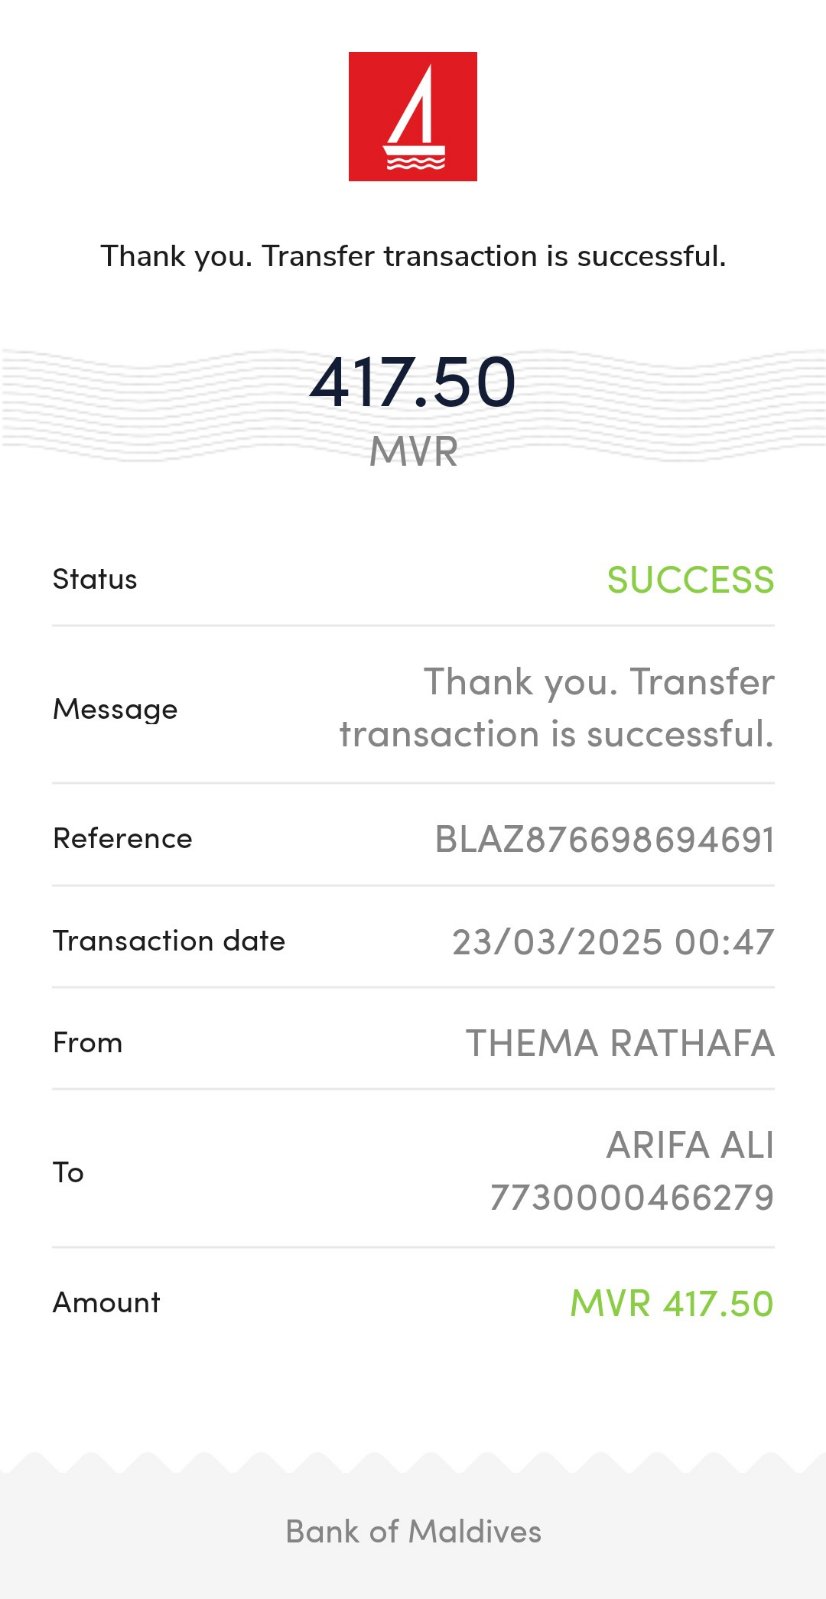 Thank you. Transfer transaction is successful.
417.50
MVR
Status
SUCCESS
Message
Thank you. Transfer
transaction is successful.
Reference
BLAZ876698694691
Transaction date
23/03/2025 00:47
From
THEMA RATHAFA
To
ARIFA ALI
7730000466279
Amount
MVR 417.50
Bank of Maldives